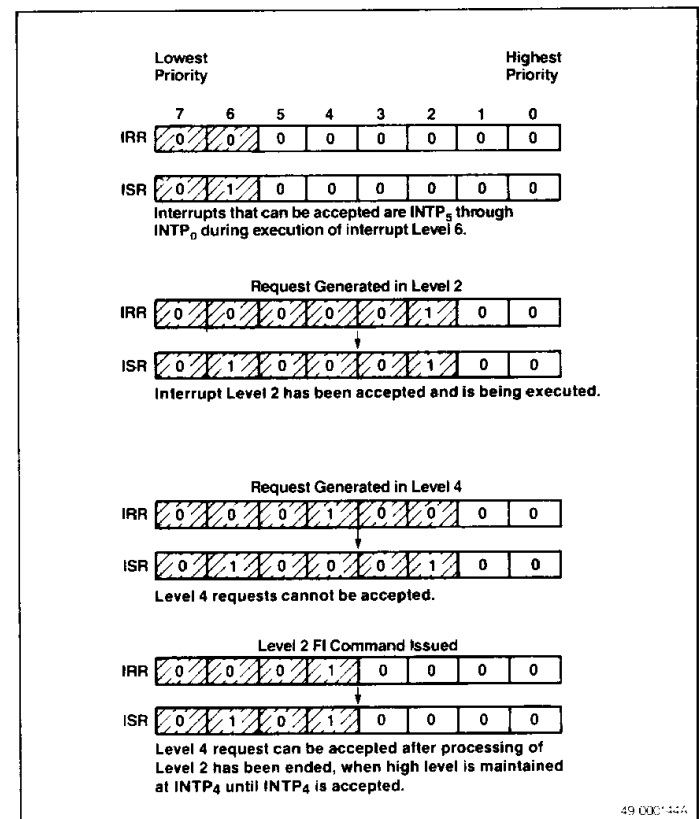 Lowest Highest
Priority Priority
7 6 5 4 3 2 1 0
IRR 0 0 0 0 0 0 0 0
ISR 0 1 0 0 0 0 0 0
Interrupts that can be accepted are INTP5 through
INTP0 during execution of interrupt Level 6.
Request Generated in Level 2
IRR 0 0 0 0 0 1 0 0
ISR 0 1 0 0 0 1 0 0
Interrupt Level 2 has been accepted and is being executed.
Request Generated in Level 4
IRR 0 0 0 1 0 0 0 0
ISR 0 1 0 0 0 1 0 0
Level 4 requests cannot be accepted.
Level 2 FI Command Issued
IRR 0 0 0 1 0 0 0 0
ISR 0 1 0 1 0 0 0 0
Level 4 request can be accepted after processing of
Level 2 has been ended, when high level is maintained
at INTP4 until INTP4 is accepted.